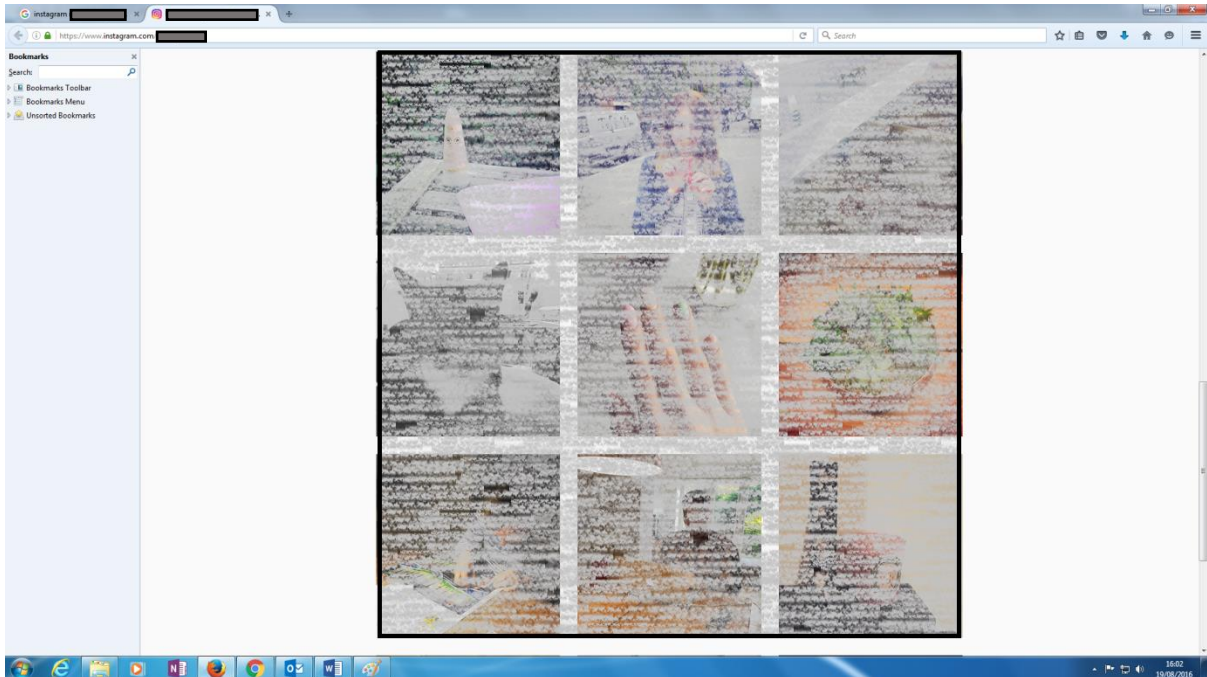 instagram
https://www.instagram.com
Search
Bookmarks
Search:
Bookmarks Toolbar
Bookmarks Menu
Unsorted Bookmarks
16:02
19/08/2016